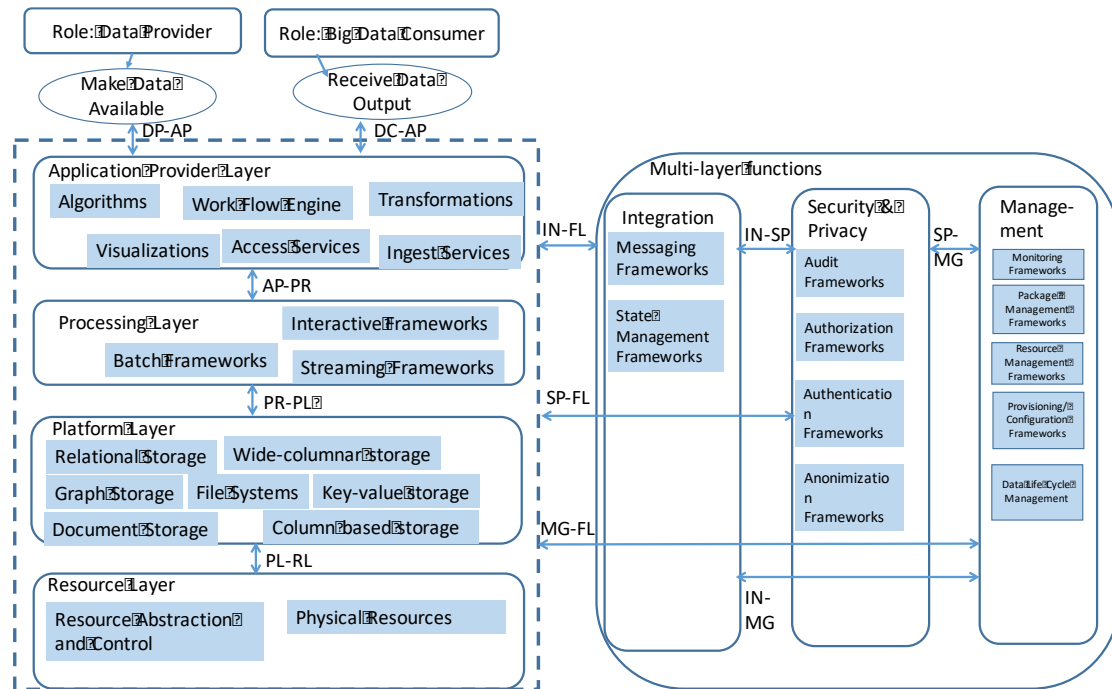 Role: Data Provider
Role: Big Data Consumer
Make Data
Available
Receive Data
Output
DP-AP
DC-AP
Application Provider Layer
Algorithms
Work Flow Engine
Transformations
Visualizations
Access Services
Ingest Services
AP-PR
Processing Layer
Interactive Frameworks
Batch Frameworks
Streaming Frameworks
PR-PL
Platform Layer
Relational Storage
Wide-columnar storage
Graph Storage
File Systems
Key-value storage
Document Storage
Column based storage
PL-RL
Resource Layer
Resource Abstraction
and Control
Physical Resources
IN-FL
SP-FL
MG-FL
Multi-layer functions
Integration
Messaging
Frameworks
State
Management
Frameworks
IN-SP
Security &
Privacy
Audit
Frameworks
Authorization
Frameworks
Authentication
Frameworks
Anonimization
Frameworks
SP-
MG
IN-
MG
Manage-
ment
Monitoring
Frameworks
Package
Management
Frameworks
Resource
Management
Frameworks
Provisioning/
Configuration
Frameworks
Data Life Cycle
Management